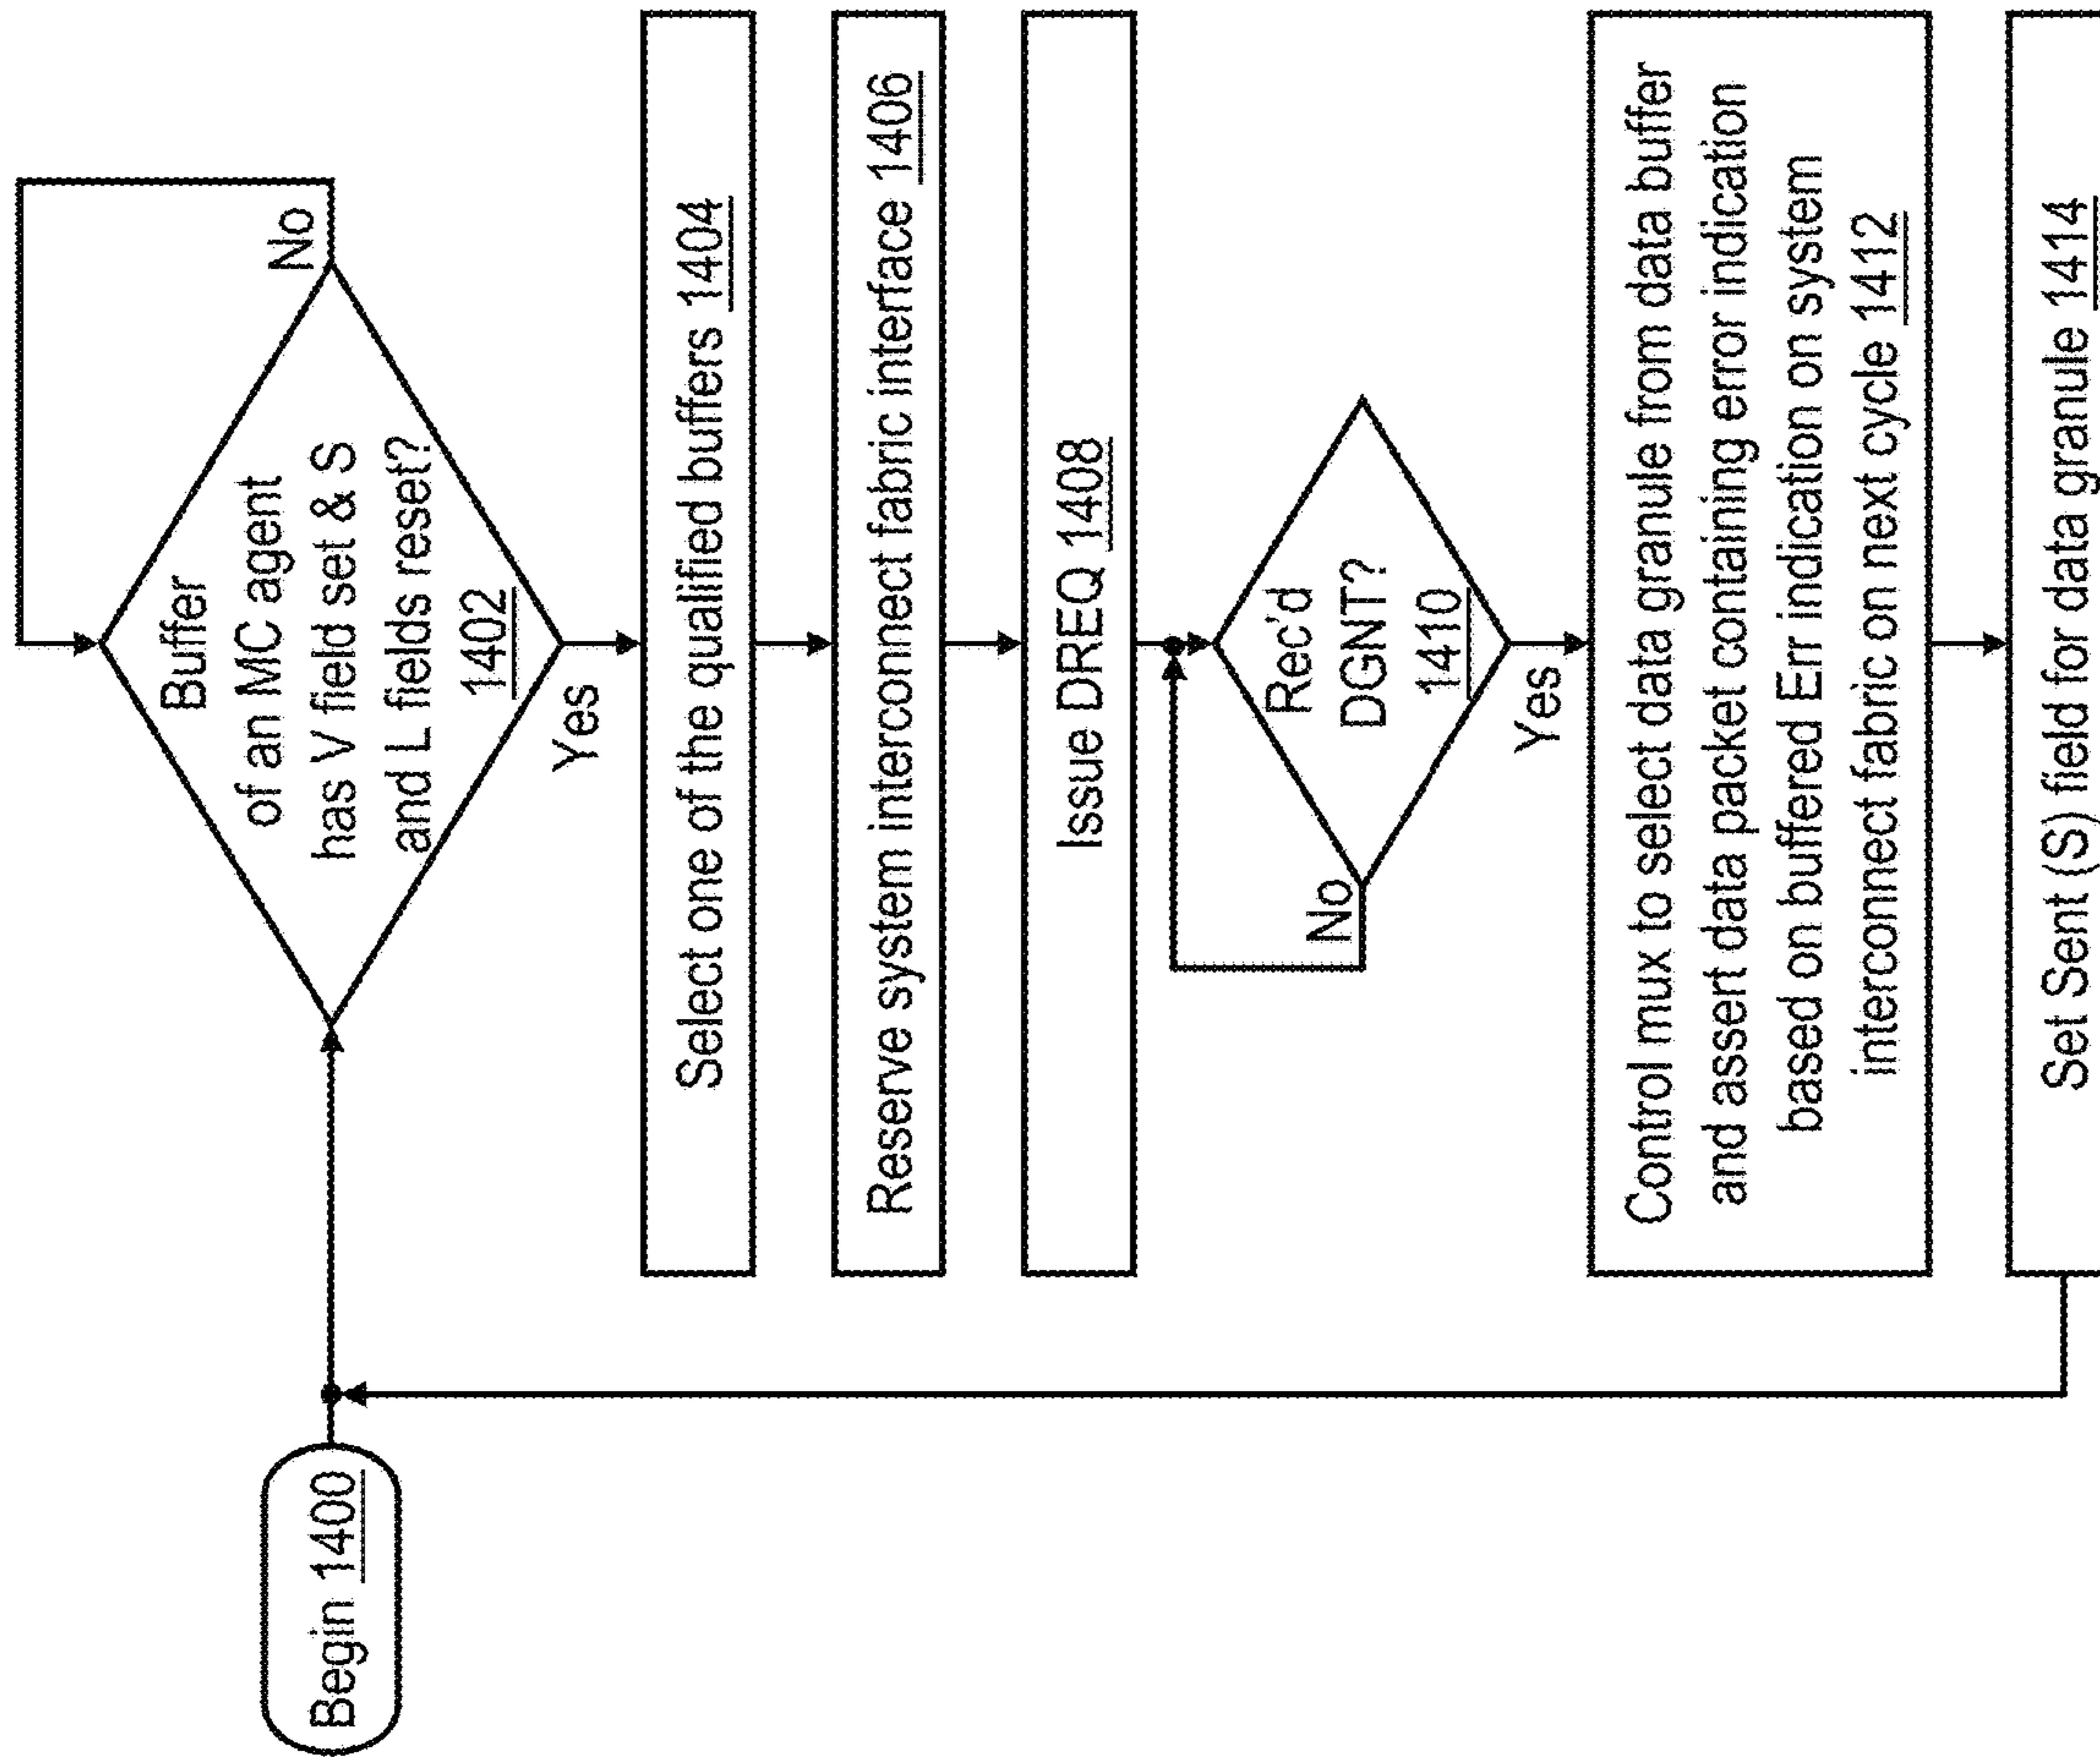 Begin 1400
Buffer
of an MC agent
has V field set & S
and L fields reset?
1402
No
Yes
Select one of the qualified buffers 1404
Reserve system interconnect fabric interface 1406
Issue DREQ 1408
Rec'd
DGNT?
1410
No
Yes
Control mux to select data granule from data buffer
and assert data packet containing error indication
based on buffered Err indication on system
interconnect fabric on next cycle 1412
Set Sent (S) field for data granule 1414